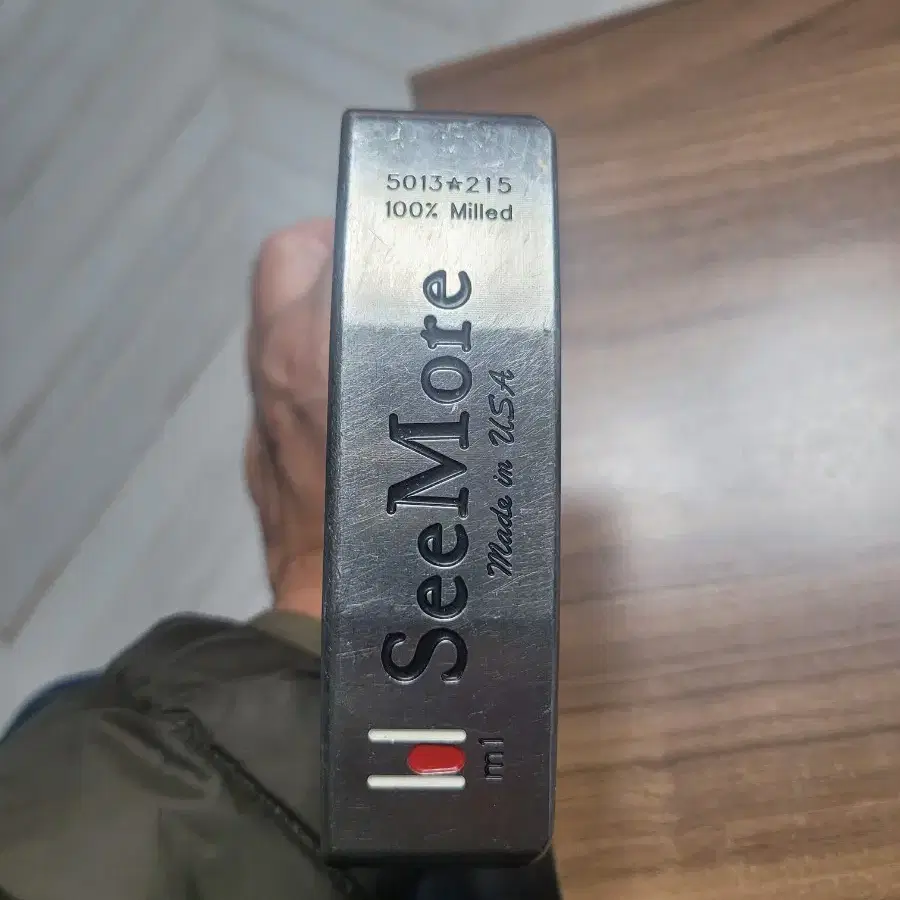 5013☆215
100% Milled
SeeMore
Made in USA
m1